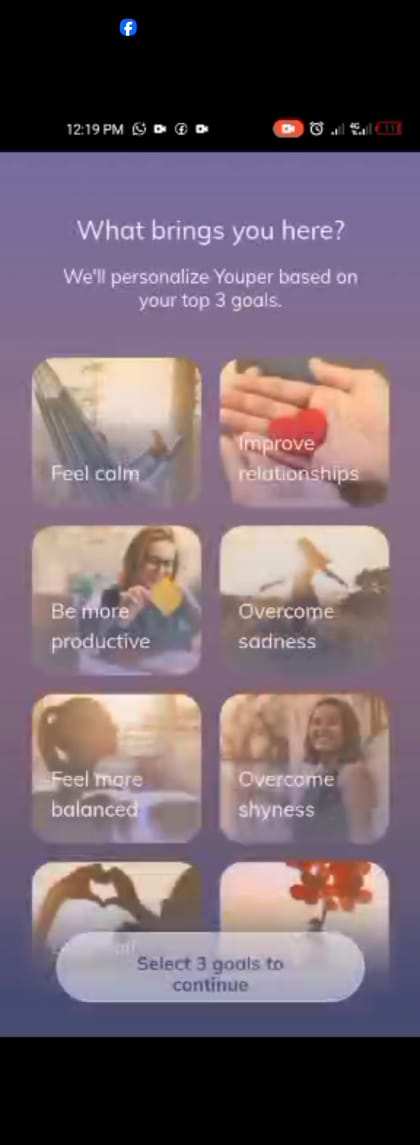 12:19 PM
4G
What brings you here?
We'll personalize Youper based on
your top 3 goals.
Feel calm
Improve
relationships
Be more
productive
Overcome
sadness
Feel more
balanced
Overcome
shyness
Select 3 goals to
continue